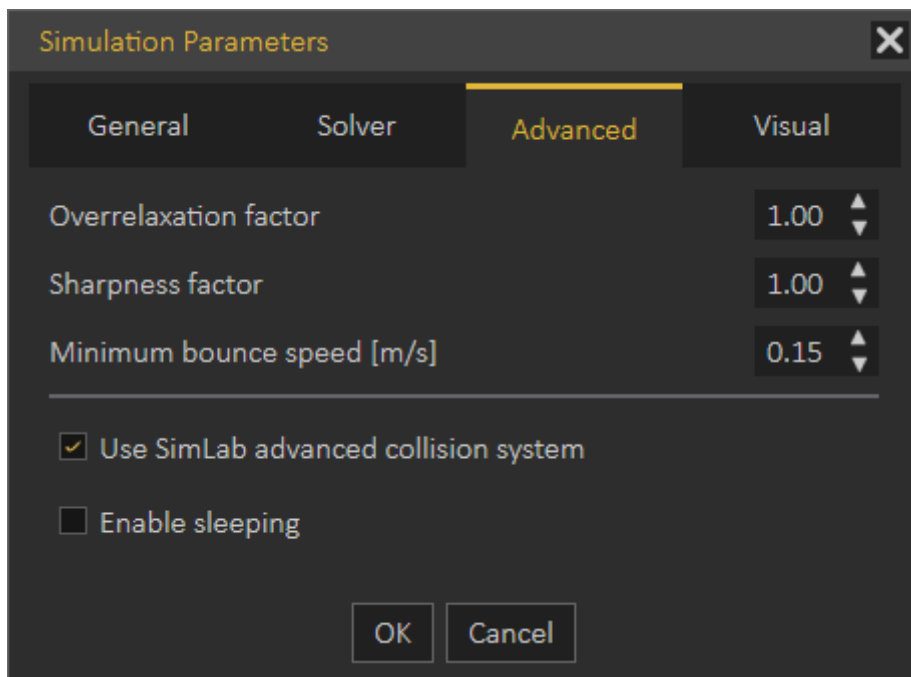 Simulation Parameters
General Solver Advanced Visual
Overrelaxation factor 1.00
Sharpness factor 1.00
Minimum bounce speed [m/s] 0.15
Use SimLab advanced collision system
Enable sleeping
OK Cancel